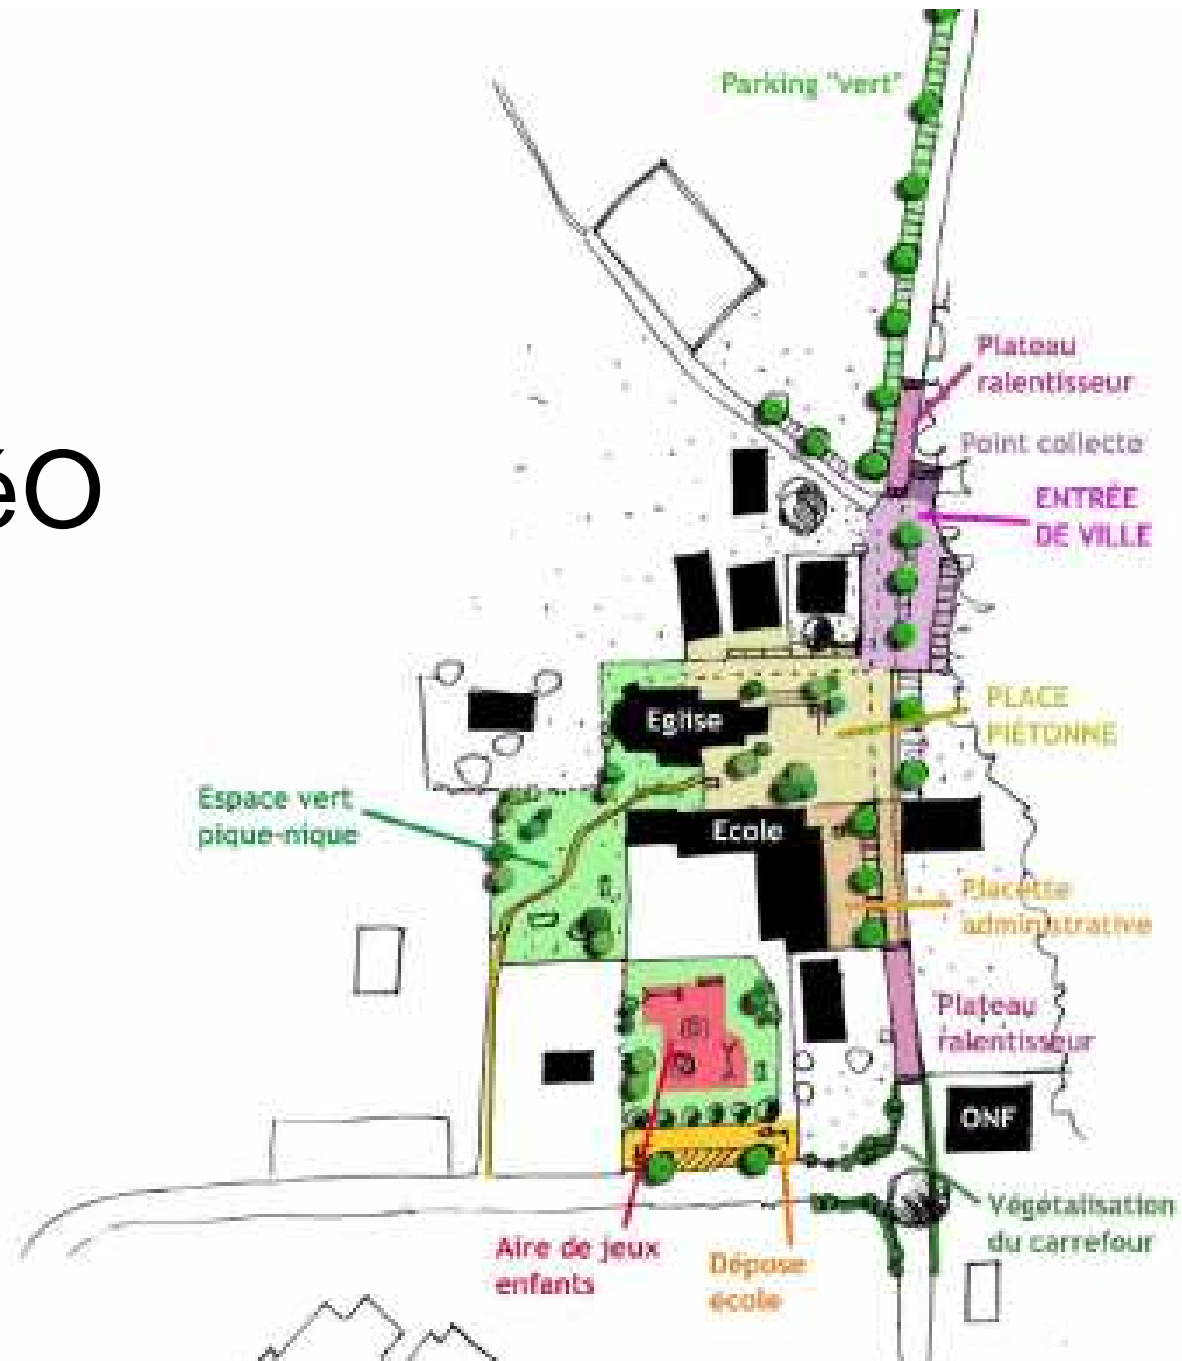 Parking "vert"
Plateau
ralentisseur
Point collecte
éO
ENTRÉE
DE VILLE
PLACE
PIÉTONNE
Eglise
Espace vert
pique-nique
Ecole
Placette
administrative
Plateau
ralentisseur
ONF
Végétalisation
du carrefour
Aire de jeux
enfants
Dépose
école